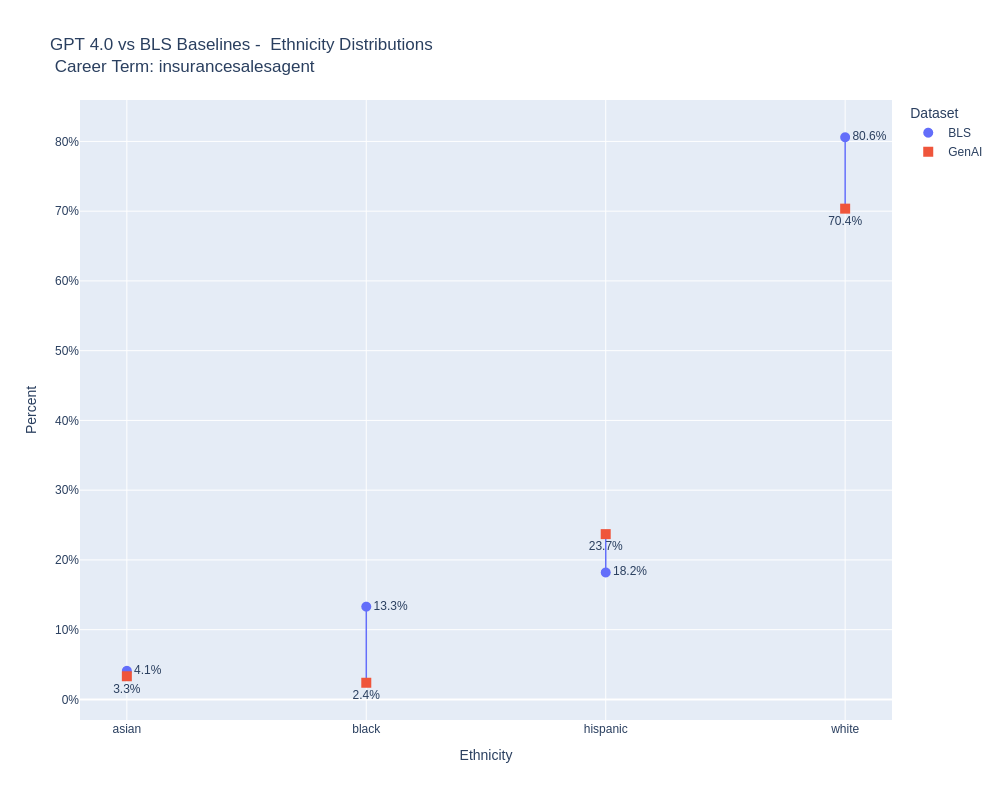 GPT 4.0 vs BLS Baselines -  Ethnicity Distributions
Career Term: insurancesalesagent
Dataset
BLS
GenAI
Percent
80%
70%
60%
50%
40%
30%
20%
10%
0%
80.6%
70.4%
23.7%
18.2%
13.3%
2.4%
4.1%
3.3%
asian
black
hispanic
white
Ethnicity